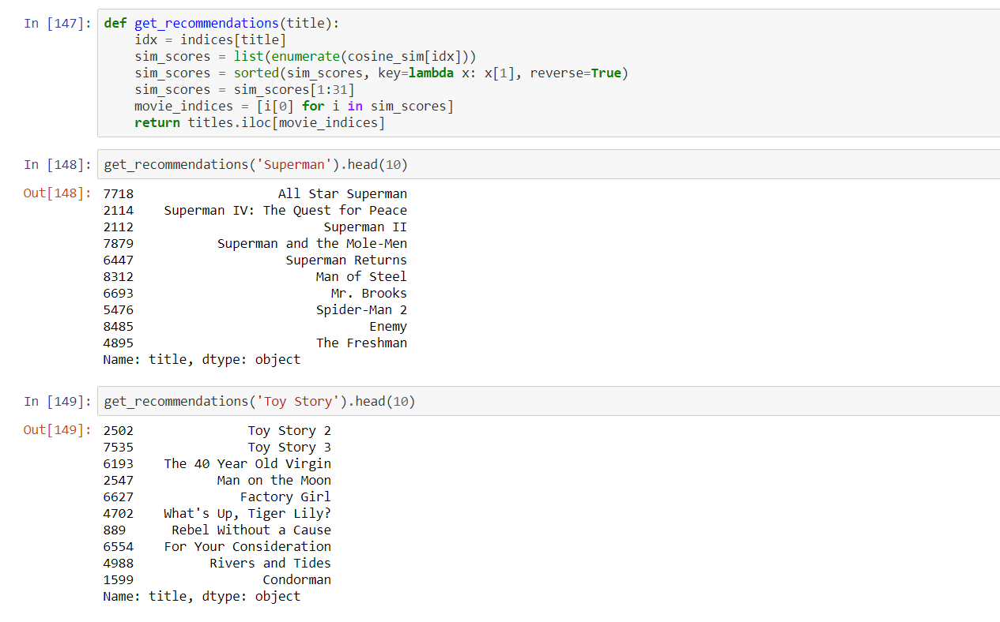 In [147]: def get_recommendations(title):
    idx = indices[title]
    sim_scores = list(enumerate(cosine_sim[idx]))
    sim_scores = sorted(sim_scores, key=lambda x: x[1], reverse=True)
    sim_scores = sim_scores[1:31]
    movie_indices = [i[0] for i in sim_scores]
    return titles.iloc[movie_indices]
In [148]: get_recommendations('Superman').head(10)
Out[148]: 7718 All Star Superman
2114 Superman IV: The Quest for Peace
2112 Superman II
7879 Superman and the Mole-Men
6447 Superman Returns
8312 Man of Steel
6693 Mr. Brooks
5476 Spider-Man 2
8485 Enemy
4895 The Freshman
Name: title, dtype: object
In [149]: get_recommendations('Toy Story').head(10)
Out[149]: 2502 Toy Story 2
7535 Toy Story 3
6193 The 40 Year Old Virgin
2547 Man on the Moon
6627 Factory Girl
4702 What's Up, Tiger Lily?
889 Rebel Without a Cause
6554 For Your Consideration
4988 Rivers and Tides
1599 Condorman
Name: title, dtype: object